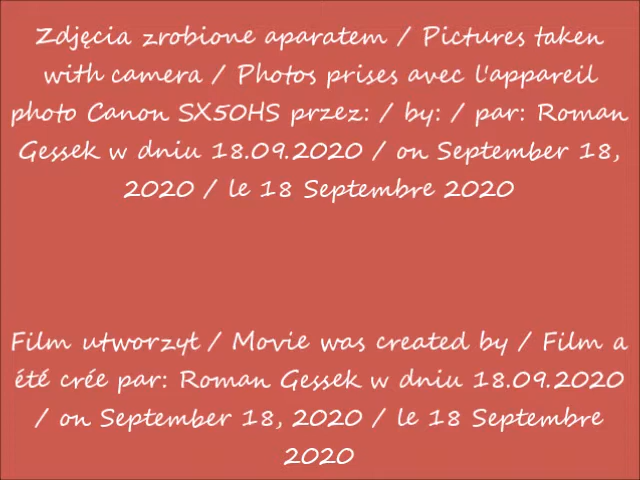 Zdjęcia zrobione aparatem / Pictures taken
with camera / Photos prises avec l'appareil
photo Canon SX50HS przez: / by: / par: Roman
Gessek w dniu 18.09.2020 / on September 18,
2020 / le 18 Septembre 2020
Film utworzył / Movie was created by / Film a
été crée par: Roman Gessek w dniu 18.09.2020
/ on September 18, 2020 / le 18 Septembre
2020